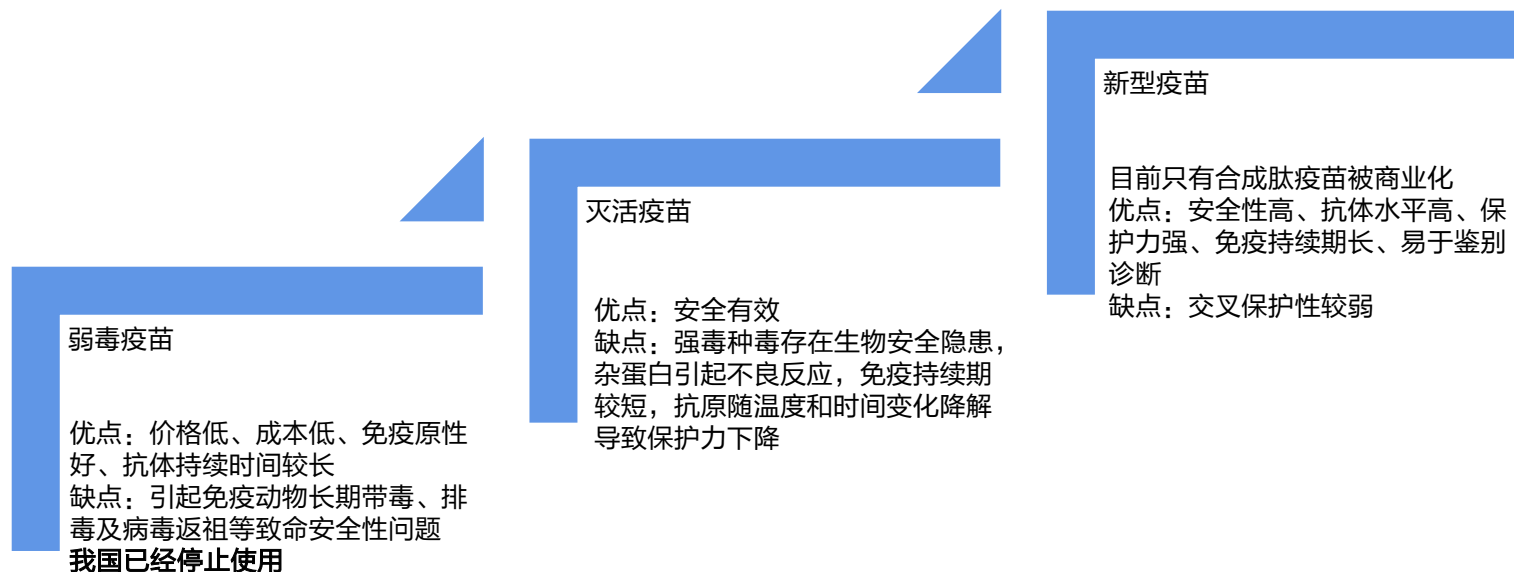 弱毒疫苗
优点：价格低、成本低、免疫原性
好、抗体持续时间较长
缺点：引起免疫动物长期带毒、排
毒及病毒返祖等致命安全性问题
我国已经停止使用
灭活疫苗
优点：安全有效
缺点：强毒种毒存在生物安全隐患，
杂蛋白引起不良反应，免疫持续期
较短，抗原随温度和时间变化降解
导致保护力下降
新型疫苗
目前只有合成肽疫苗被商业化
优点：安全性高、抗体水平高、保
护力强、免疫持续期长、易于鉴别
诊断
缺点：交叉保护性较弱